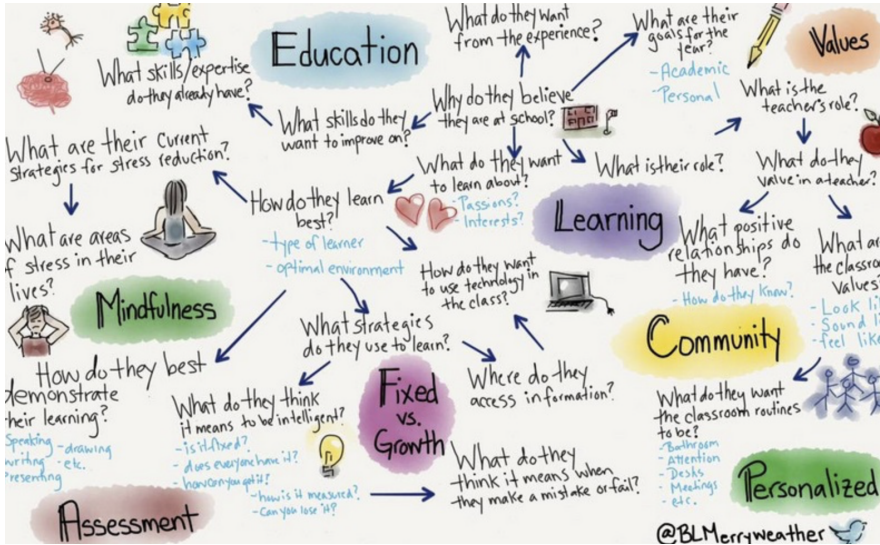 Education
What do they want
from the experience?
What are their
goals for the
year?
- Academic
- Personal
Values
What skills/expertise
do they already have?
What skills do they
want to improve on?
Why do they believe
they are at school?
What is the
teacher's role?
What are their current
strategies for stress reduction?
What do they want
to learn about?
- Passions?
- Interests?
What is their role?
What do they
value in a teacher?
How do they learn
best?
- type of learner
- optimal environment
Learning
What positive
relationships do
they have?
- How do they know?
What are areas
of stress in their
lives?
Mindfulness
How do they want
to use technology in
the class?
the classroom
values?
- Look
- Sound
- feel like
Community
What strategies
do they use to learn?
How do they best
demonstrate
their learning?
- drawing
writing - etc.
What do they think
it means to be intelligent?
- is it fixed?
- does everyone have it?
- how can you get it?
- how is it measured?
- Can you lose it?
Fixed
vs.
Growth
Where do they
access information?
What do they want
the classroom routines
to be?
- Bathroom
- Attention
- Desks
- Meetings
- etc.
What do they
think it means when
they make a mistake or fail?
Assessment
Personalized
@BLMerryweather